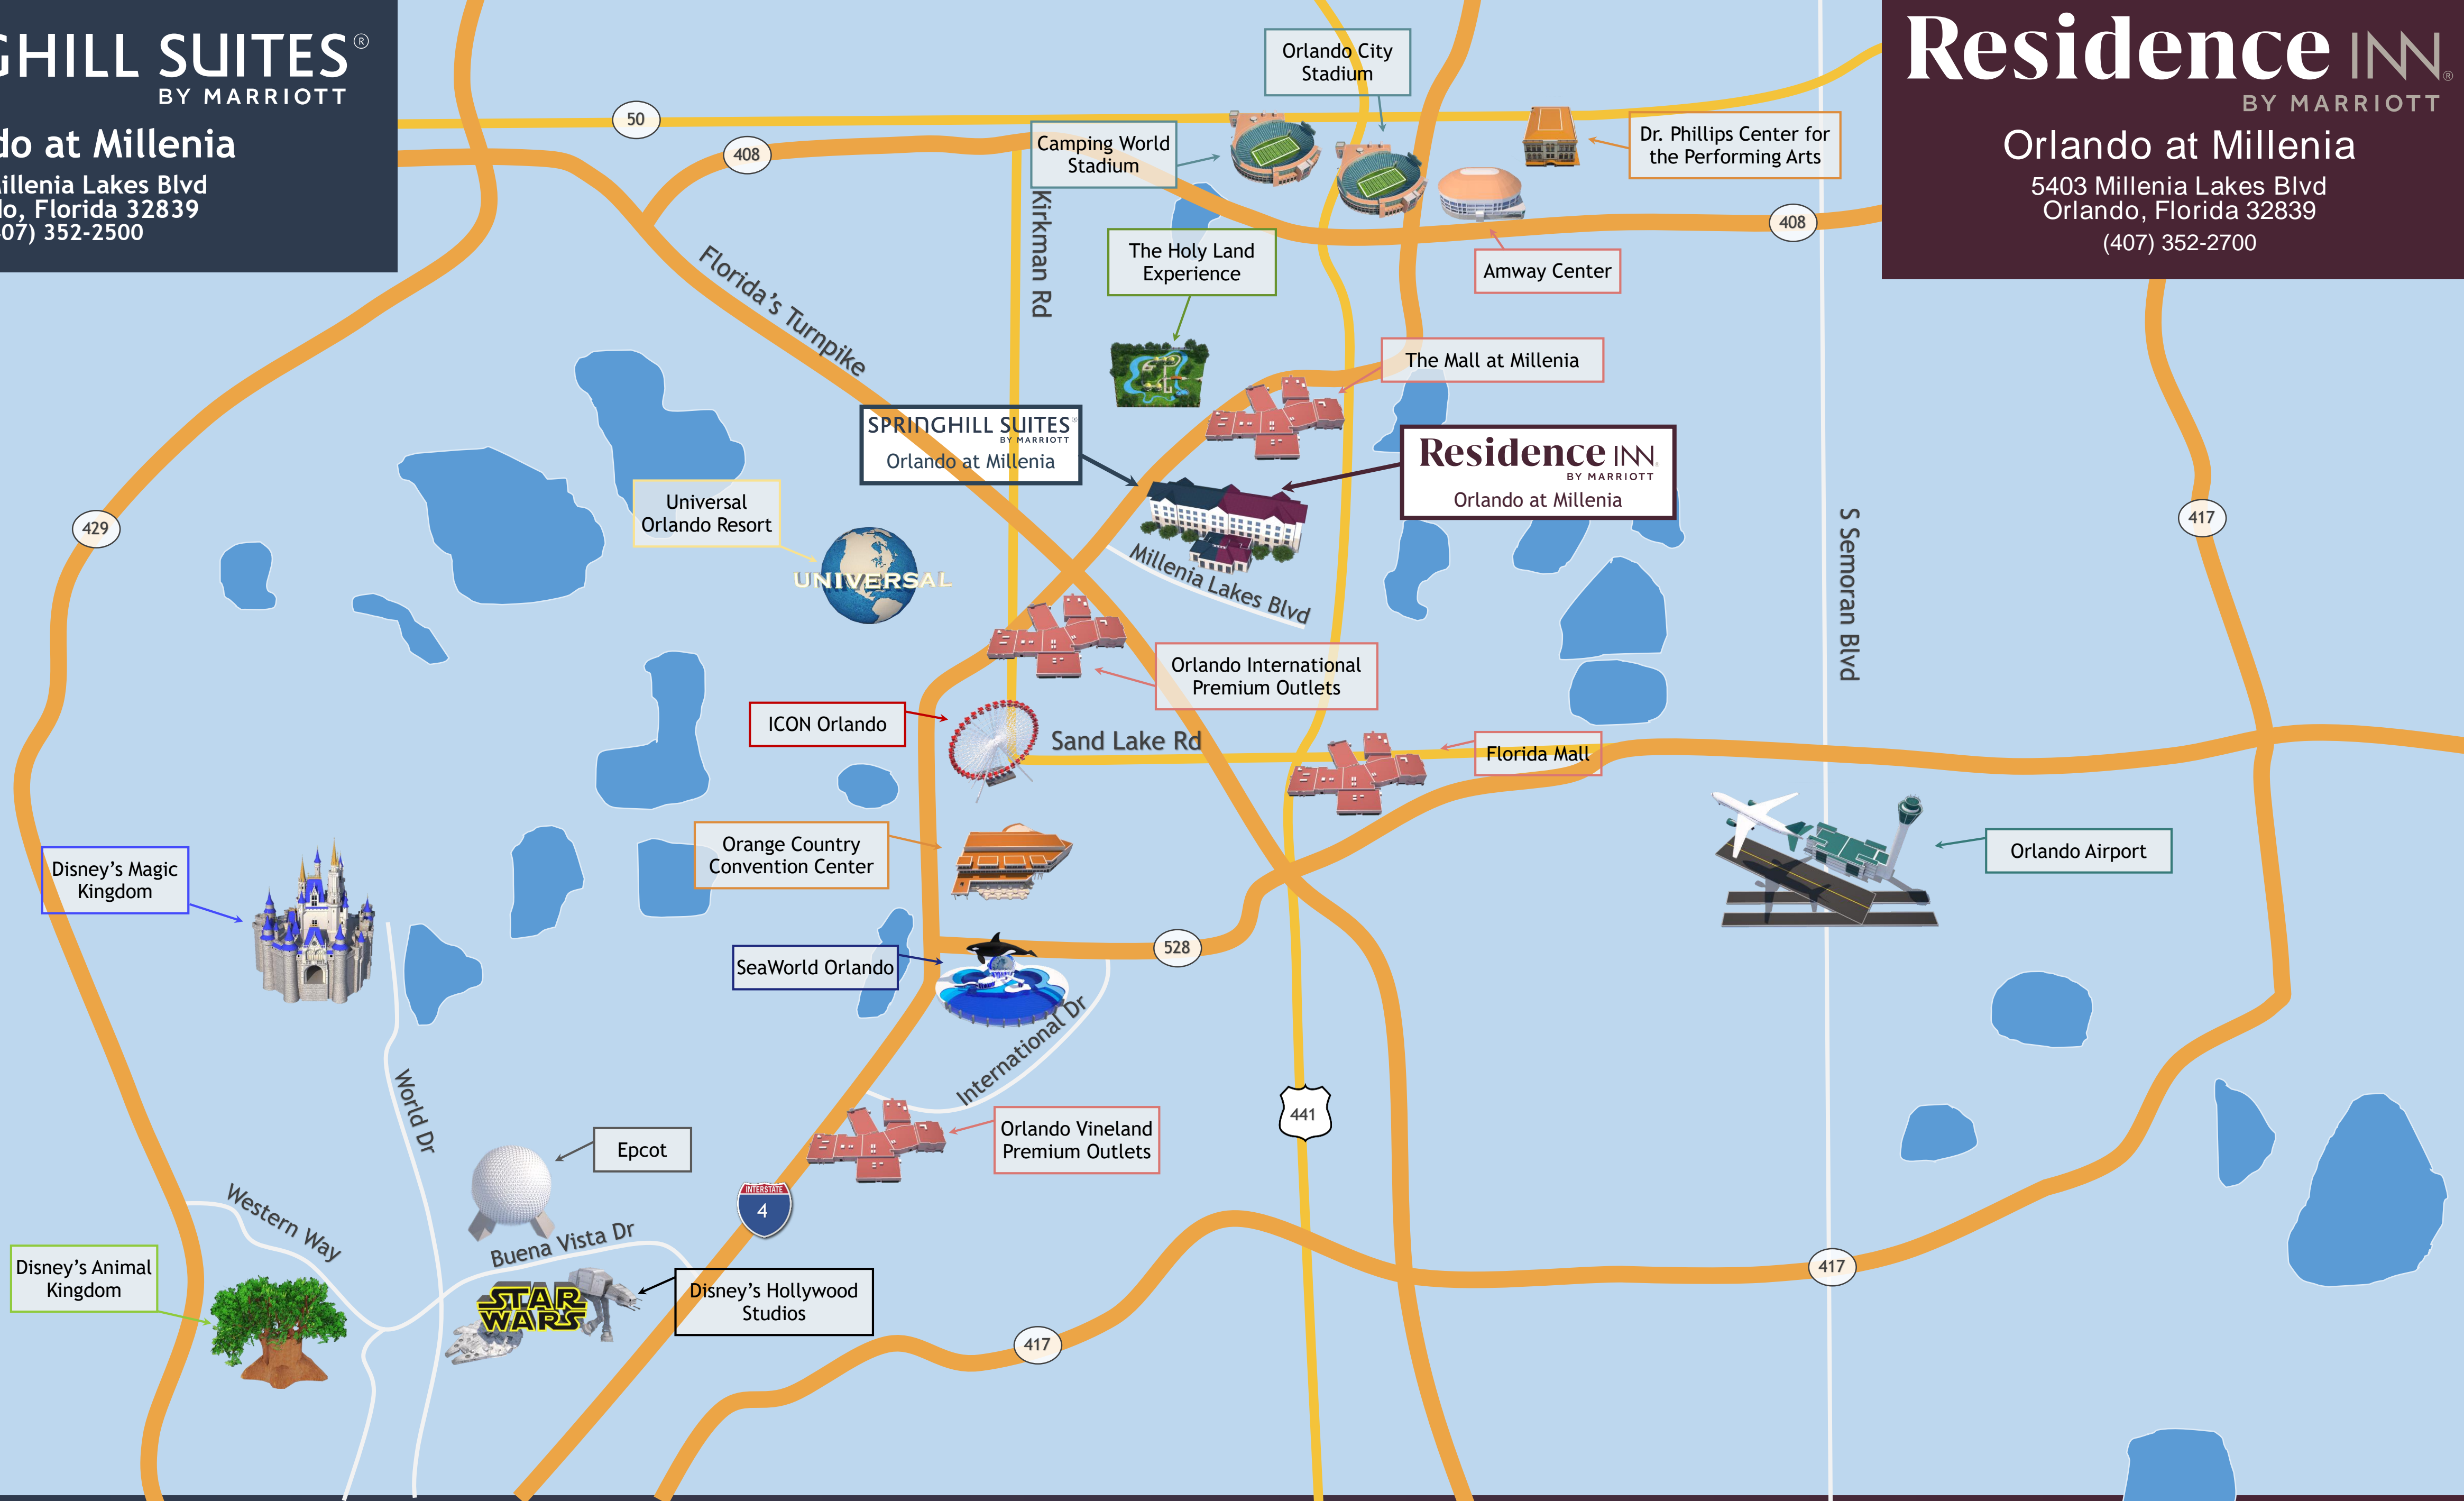 GHILL SUITES®
BY MARRIOTT
do at Millenia
illenia Lakes Blvd
do, Florida 32839
07) 352-2500
Residence INN®
BY MARRIOTT
Orlando at Millenia
5403 Millenia Lakes Blvd
Orlando, Florida 32839
(407) 352-2700
Orlando City
Stadium
50
408
Camping World
Stadium
Dr. Phillips Center for
the Performing Arts
Kirkman Rd
408
The Holy Land
Experience
Amway Center
Florida's Turnpike
The Mall at Millenia
SPRINGHILL SUITES®
BY MARRIOTT
Orlando at Millenia
Residence INN
BY MARRIOTT
Orlando at Millenia
Universal
Orlando Resort
429
417
UNIVERSAL
Millenia Lakes Blvd
S Semoran Blvd
Orlando International
Premium Outlets
ICON Orlando
Sand Lake Rd
Florida Mall
Orange Country
Convention Center
Orlando Airport
Disney's Magic
Kingdom
SeaWorld Orlando
528
International Dr
World Dr
441
Orlando Vineland
Premium Outlets
Epcot
INTERSTATE
4
Western Way
Buena Vista Dr
417
Disney's Animal
Kingdom
Disney's Hollywood
Studios
STAR
WARS
417